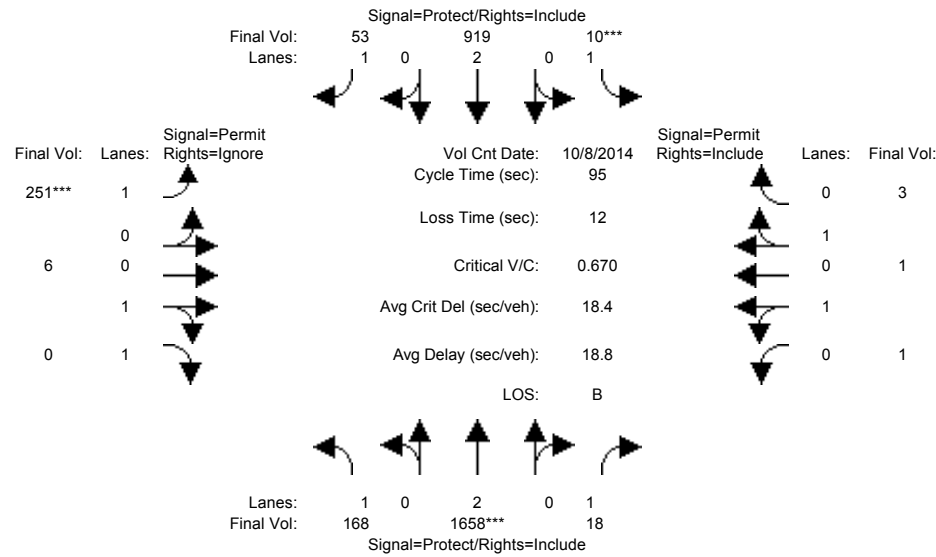 Signal=Protect/Rights=Include
Final Vol: 53 919 10***
Lanes: 1 0 2 0 1
Signal=Permit Signal=Permit
Final Vol: Lanes: Rights=Ignore Vol Cnt Date: 10/8/2014 Rights=Include Lanes: Final Vol:
Cycle Time (sec): 95
251*** 1 0 3
Loss Time (sec): 12
0 1
6 0 Critical V/C: 0.670 0 1
1 Avg Crit Del (sec/veh): 18.4 1
0 1 Avg Delay (sec/veh): 18.8 0 1
LOS: B
Lanes: 1 0 2 0 1
Final Vol: 168 1658*** 18
Signal=Protect/Rights=Include